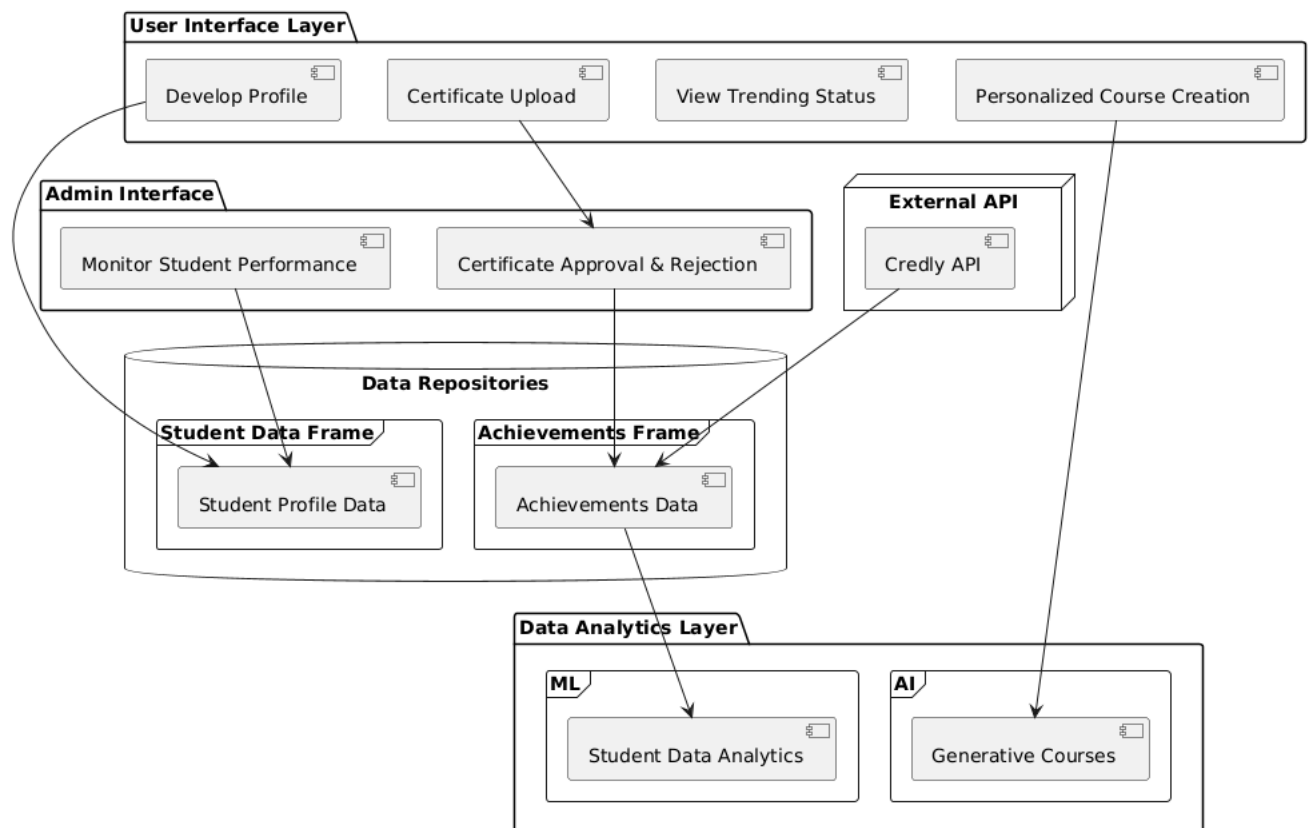 User Interface Layer
Develop Profile
Certificate Upload
View Trending Status
Personalized Course Creation
Admin Interface
Monitor Student Performance
Certificate Approval & Rejection
External API
Credly API
Data Repositories
Student Data Frame
Student Profile Data
Achievements Frame
Achievements Data
Data Analytics Layer
ML
Student Data Analytics
AI
Generative Courses